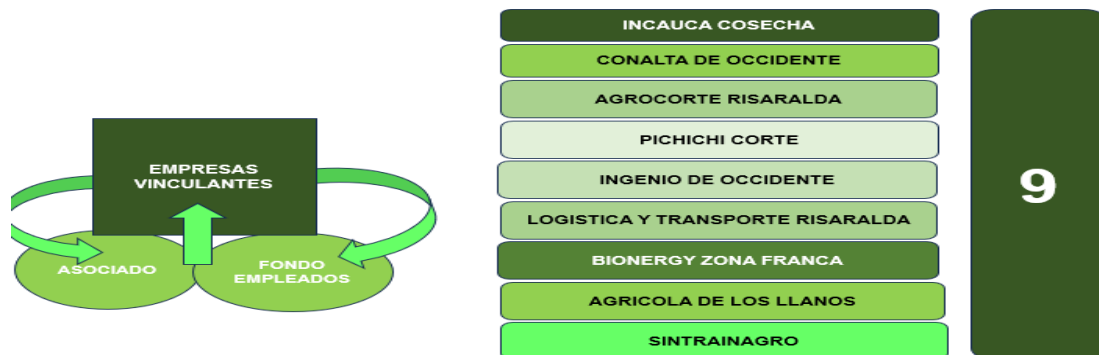 EMPRESAS
VINCULANTES
ASOCIADO
FONDO
EMPLEADOS
INCAUCA COSECHA
CONALTA DE OCCIDENTE
AGROCORTE RISARALDA
PICHICHI CORTE
INGENIO DE OCCIDENTE
LOGISTICA Y TRANSPORTE RISARALDA
BIONERGY ZONA FRANCA
AGRICOLA DE LOS LLANOS
SINTRAINAGRO
9